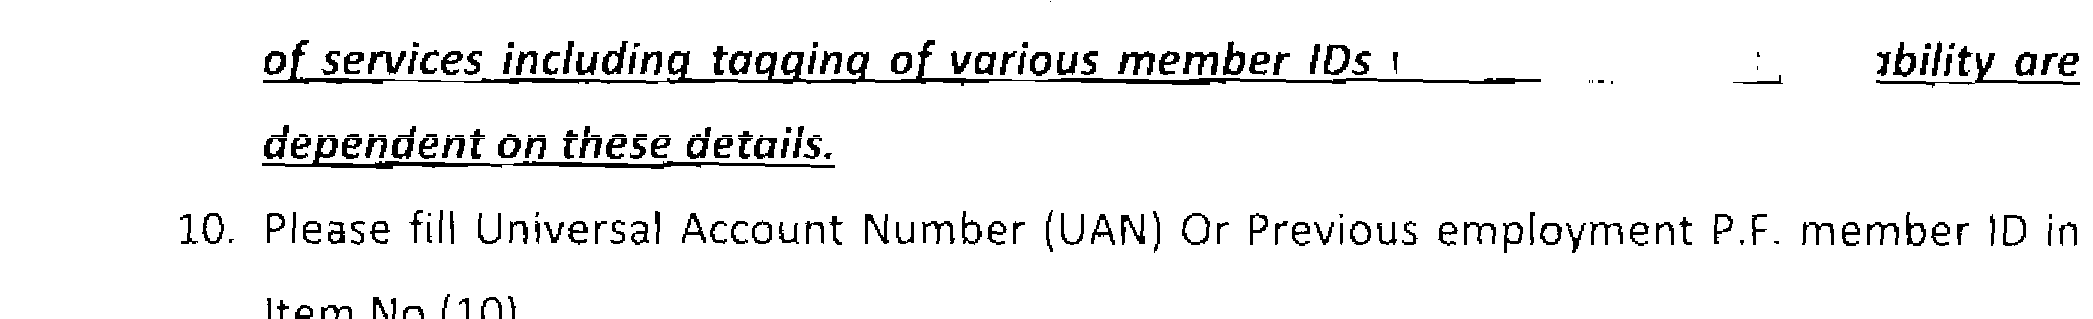 of services including tagging of various member IDs are
dependent on these details.
10. Please fill Universal Account Number (UAN) Or Previous employment P.F. member ID in
Item No (10)